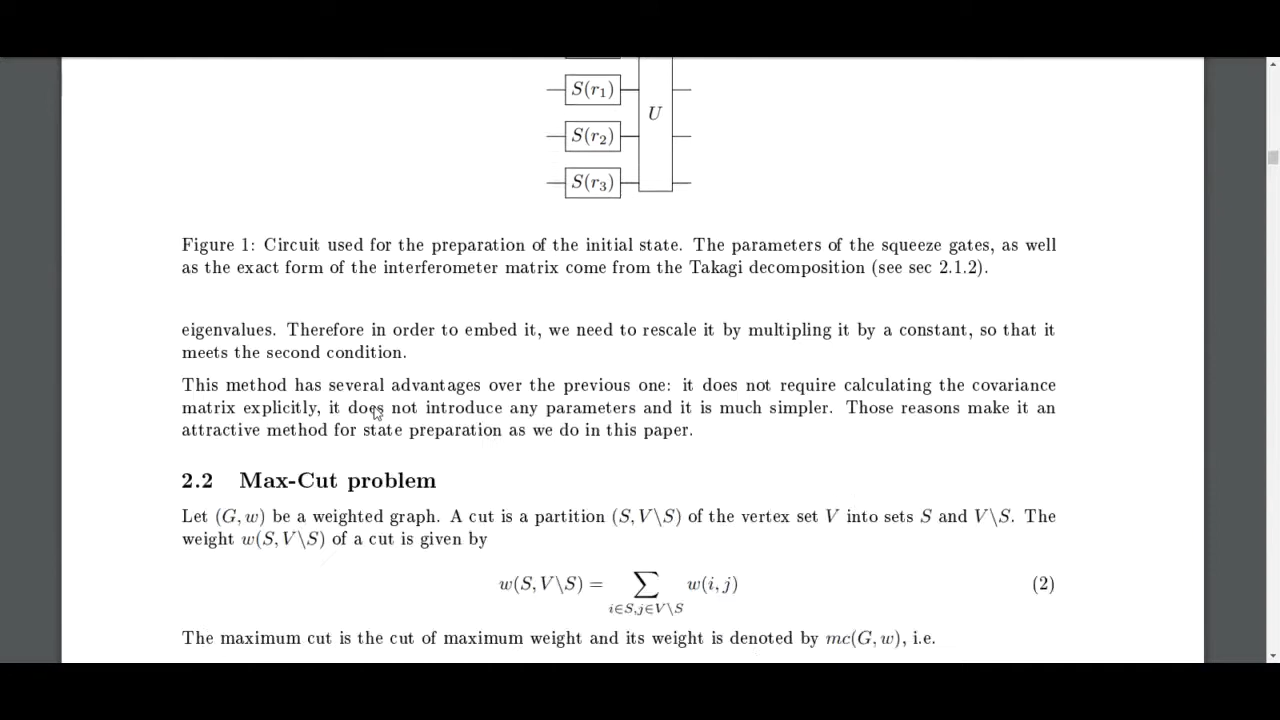 S(r₁)
U
S(r₂)
S(r₃)
Figure 1: Circuit used for the preparation of the initial state. The parameters of the squeeze gates, as well
as the exact form of the interferometer matrix come from the Takagi decomposition (see sec 2.1.2).
eigenvalues. Therefore in order to embed it, we need to rescale it by multipling it by a constant, so that it
meets the second condition.
This method has several advantages over the previous one: it does not require calculating the covariance
matrix explicitly, it does not introduce any parameters and it is much simpler. Those reasons make it an
attractive method for state preparation as we do in this paper.
2.2 Max-Cut problem
Let (G, w) be a weighted graph. A cut is a partition (S, V\S) of the vertex set V into sets S and V\S. The
weight w(S, V\S) of a cut is given by
w(S, V\S) = ∑ w(i, j) (2)
i∈S,j∈V\S
The maximum cut is the cut of maximum weight and its weight is denoted by mc(G, w), i.e.